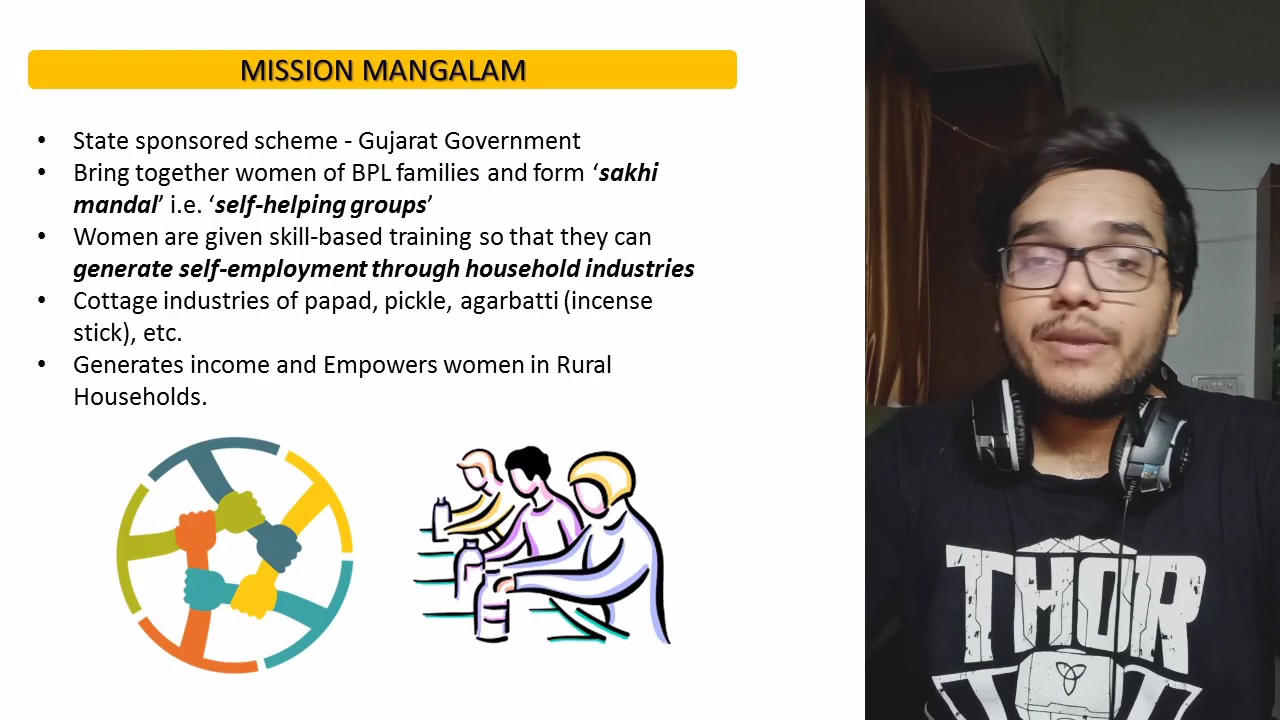 MISSION MANGALAM
• State sponsored scheme - Gujarat Government
• Bring together women of BPL families and form ‘sakhi
mandal’ i.e. ‘self-helping groups’
• Women are given skill-based training so that they can
generate self-employment through household industries
• Cottage industries of papad, pickle, agarbatti (incense
stick), etc.
• Generates income and Empowers women in Rural
Households.
THOR